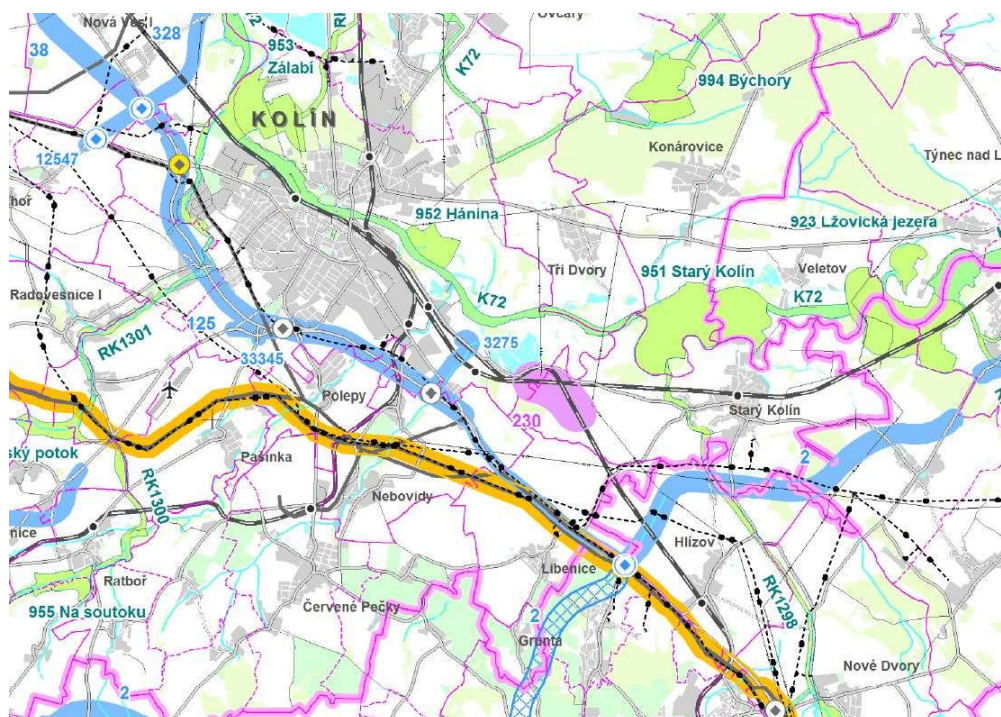 Nová Ves I
38
328
K72
RK
953
Zálabí
K72
Ovčáry
994 Býchory
KOLÍN
12547
Konárovice
Týnec nad L
952 Hánina
923 Lžovická jezera
Tři Dvory
951 Starý Kolín
Veletov
K72
K72
Radovesnice I
RK1301
125
33345
3275
Polepy
230
Starý Kolín
ský potok
Pašinka
2
RK1300
Nebovidy
nice
Hlízov
Libenice
Ratboř
RK1298
955 Na soutoku
Červené Pečky
2
Grunta
Nové Dvory
2